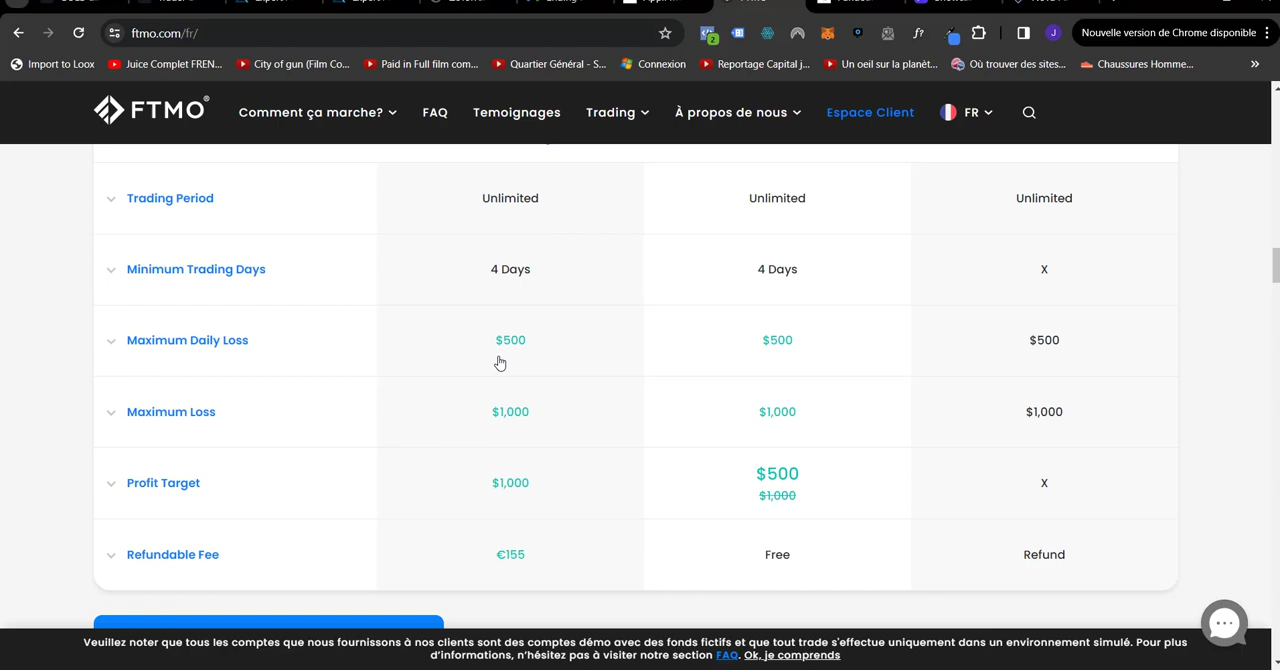 ftmo.com/fr/
Nouvelle version de Chrome disponible
Import to Loox
Juice Complet FREN...
City of gun (Film Co...
Paid in Full film com...
Quartier Général - S...
Connexion
Reportage Capital j...
Un oeil sur la planèt...
Où trouver des sites...
Chaussures Homme...
FTMO®
Comment ça marche?
FAQ
Temoignages
Trading
À propos de nous
Espace Client
FR
Trading Period Unlimited Unlimited Unlimited
Minimum Trading Days 4 Days 4 Days X
Maximum Daily Loss $500 $500 $500
Maximum Loss $1,000 $1,000 $1,000
Profit Target $1,000 $500 X
$1,000
Refundable Fee €155 Free Refund
Veuillez noter que tous les comptes que nous fournissons à nos clients sont des comptes démo avec des fonds fictifs et que tout trade s'effectue uniquement dans un environnement simulé. Pour plus
d'informations, n'hésitez pas à visiter notre section FAQ. Ok, je comprends